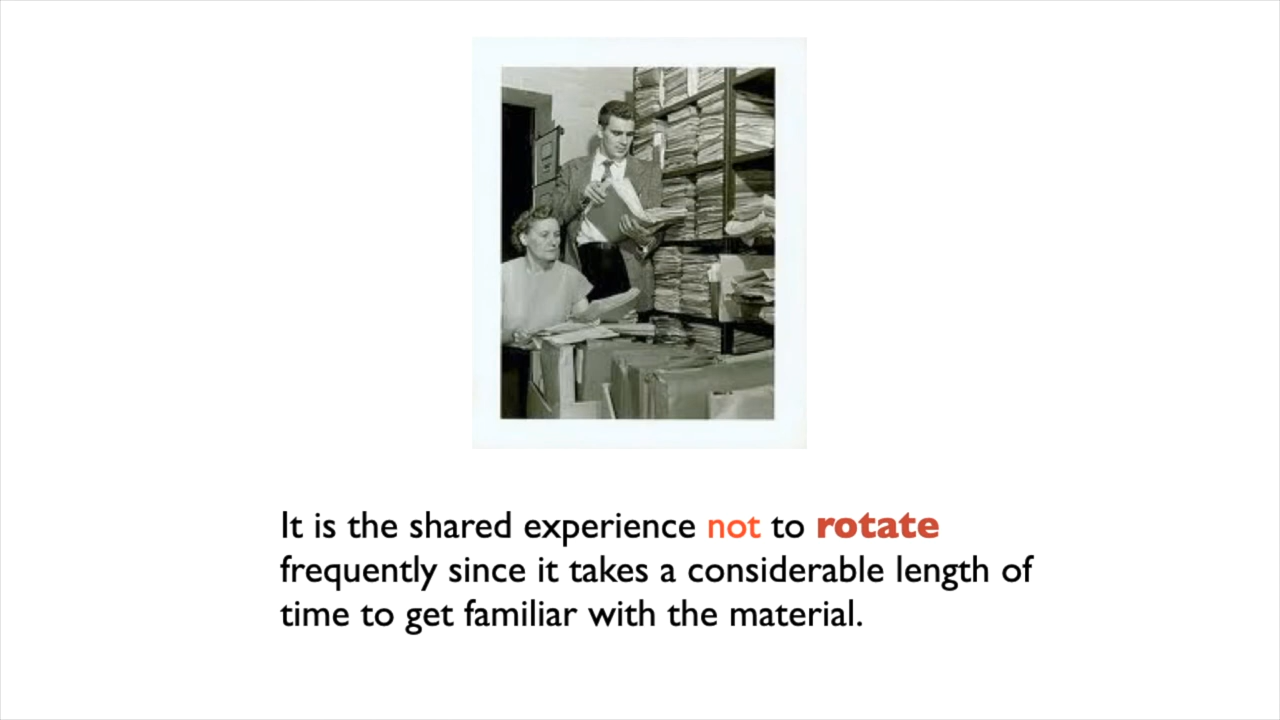 It is the shared experience not to rotate
frequently since it takes a considerable length of
time to get familiar with the material.